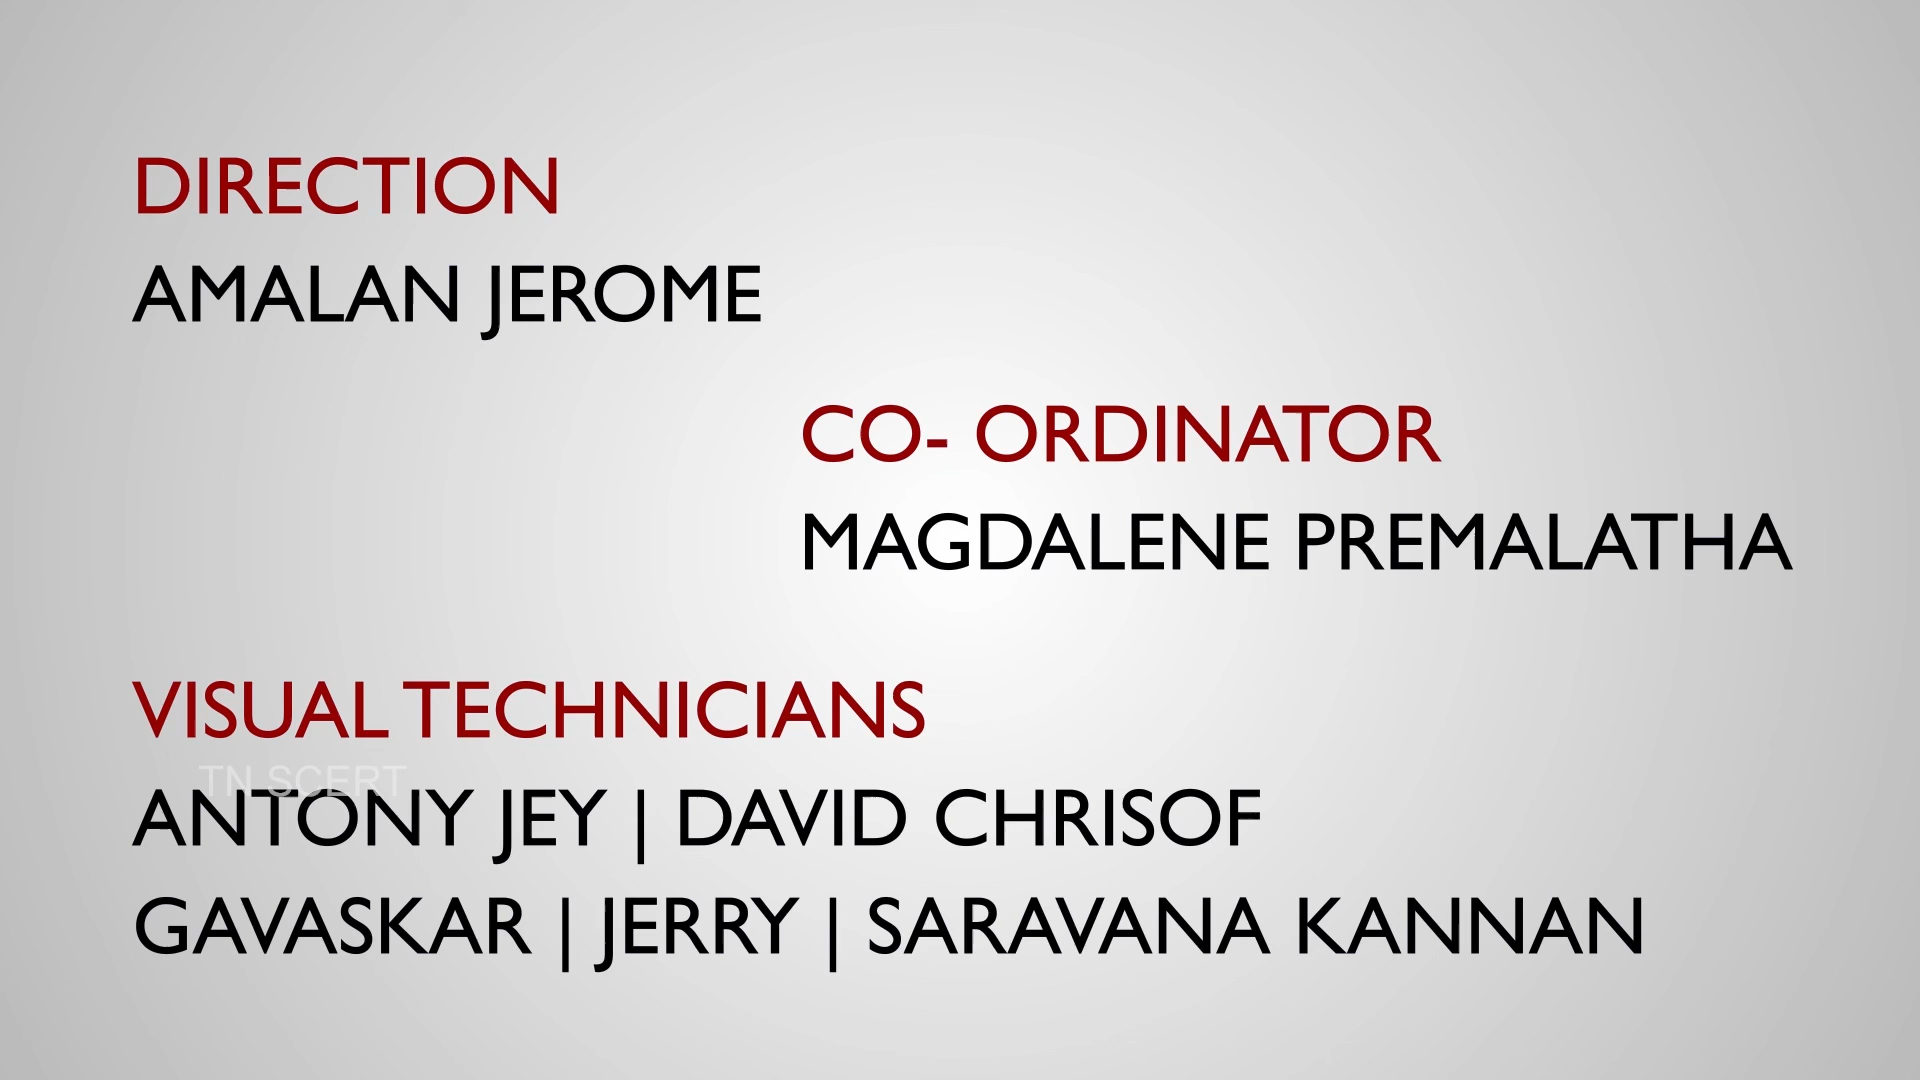 DIRECTION
AMALAN JEROME
CO- ORDINATOR
MAGDALENE PREMALATHA
VISUAL TECHNICIANS
TN SCERT
ANTONY JEY | DAVID CHRISOF
GAVASKAR | JERRY | SARAVANA KANNAN